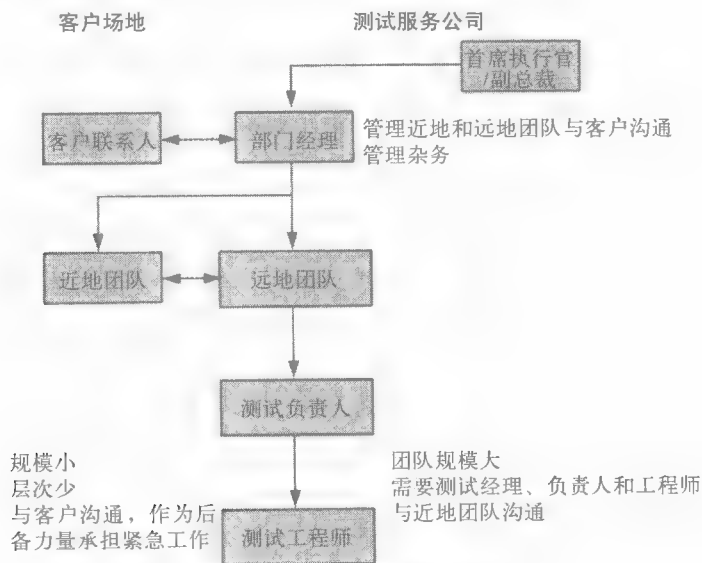 客户场地
测试服务公司
首席执行官
/副总裁
客户联系人
部门经理
管理近地和远地团队与客户沟通
管理杂务
近地团队
远地团队
测试负责人
规模小
层次少
与客户沟通，作为后
备力量承担紧急工作
团队规模大
需要测试经理、负责人和工程师
与近地团队沟通
测试工程师